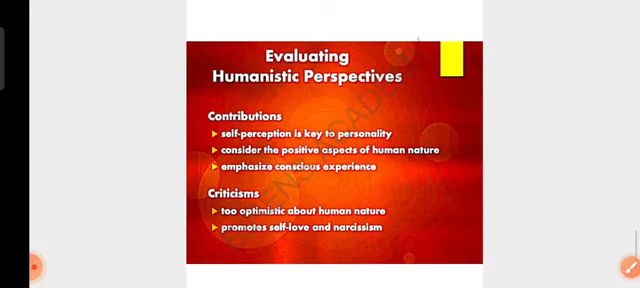 Evaluating
Humanistic Perspectives
Contributions
self-perception is key to personality
consider the positive aspects of human nature
emphasize conscious experience
Criticisms
too optimistic about human nature
promotes self-love and narcissism